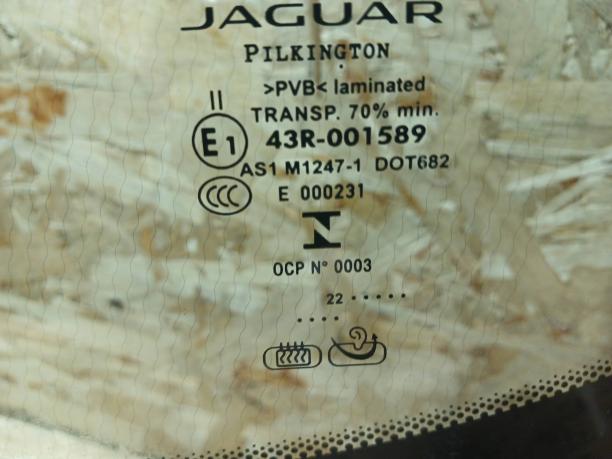 JAGUAR
PILKINGTON
>PVB< laminated
II
TRANSP. 70% min.
E1 43R-001589
AS1 M1247-1 DOT682
CCC E 000231
N
OCP N° 0003
22 ......
....